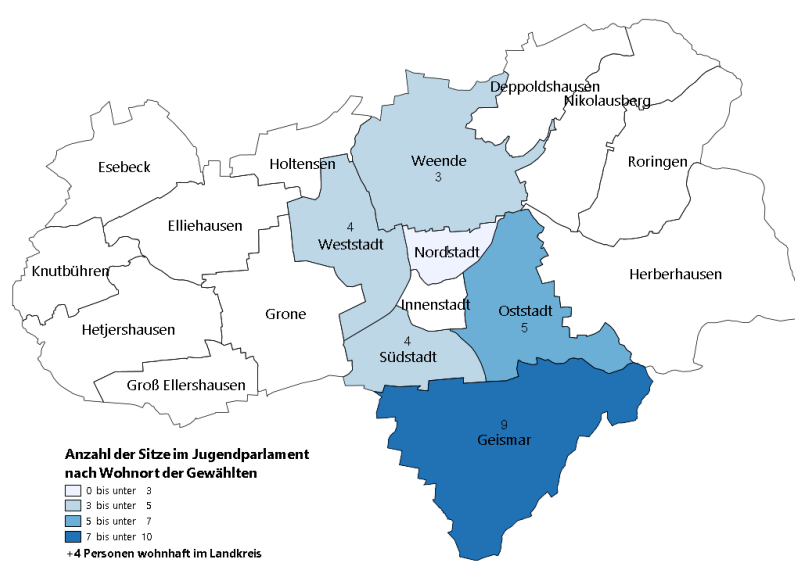 Deppoldshausen
Nikolausberg
Esebeck
Holtensen
Weende
3
Roringen
Elliehausen
4
Weststadt
Nordstadt
Knutbühren
Herberhausen
Innenstadt
Grone
Oststadt
5
Hetjershausen
4
Südstadt
Groß Ellershausen
9
Geismar
Anzahl der Sitze im Jugendparlament
nach Wohnort der Gewählten
0 bis unter 3
3 bis unter 5
5 bis unter 7
7 bis unter 10
+4 Personen wohnhaft im Landkreis